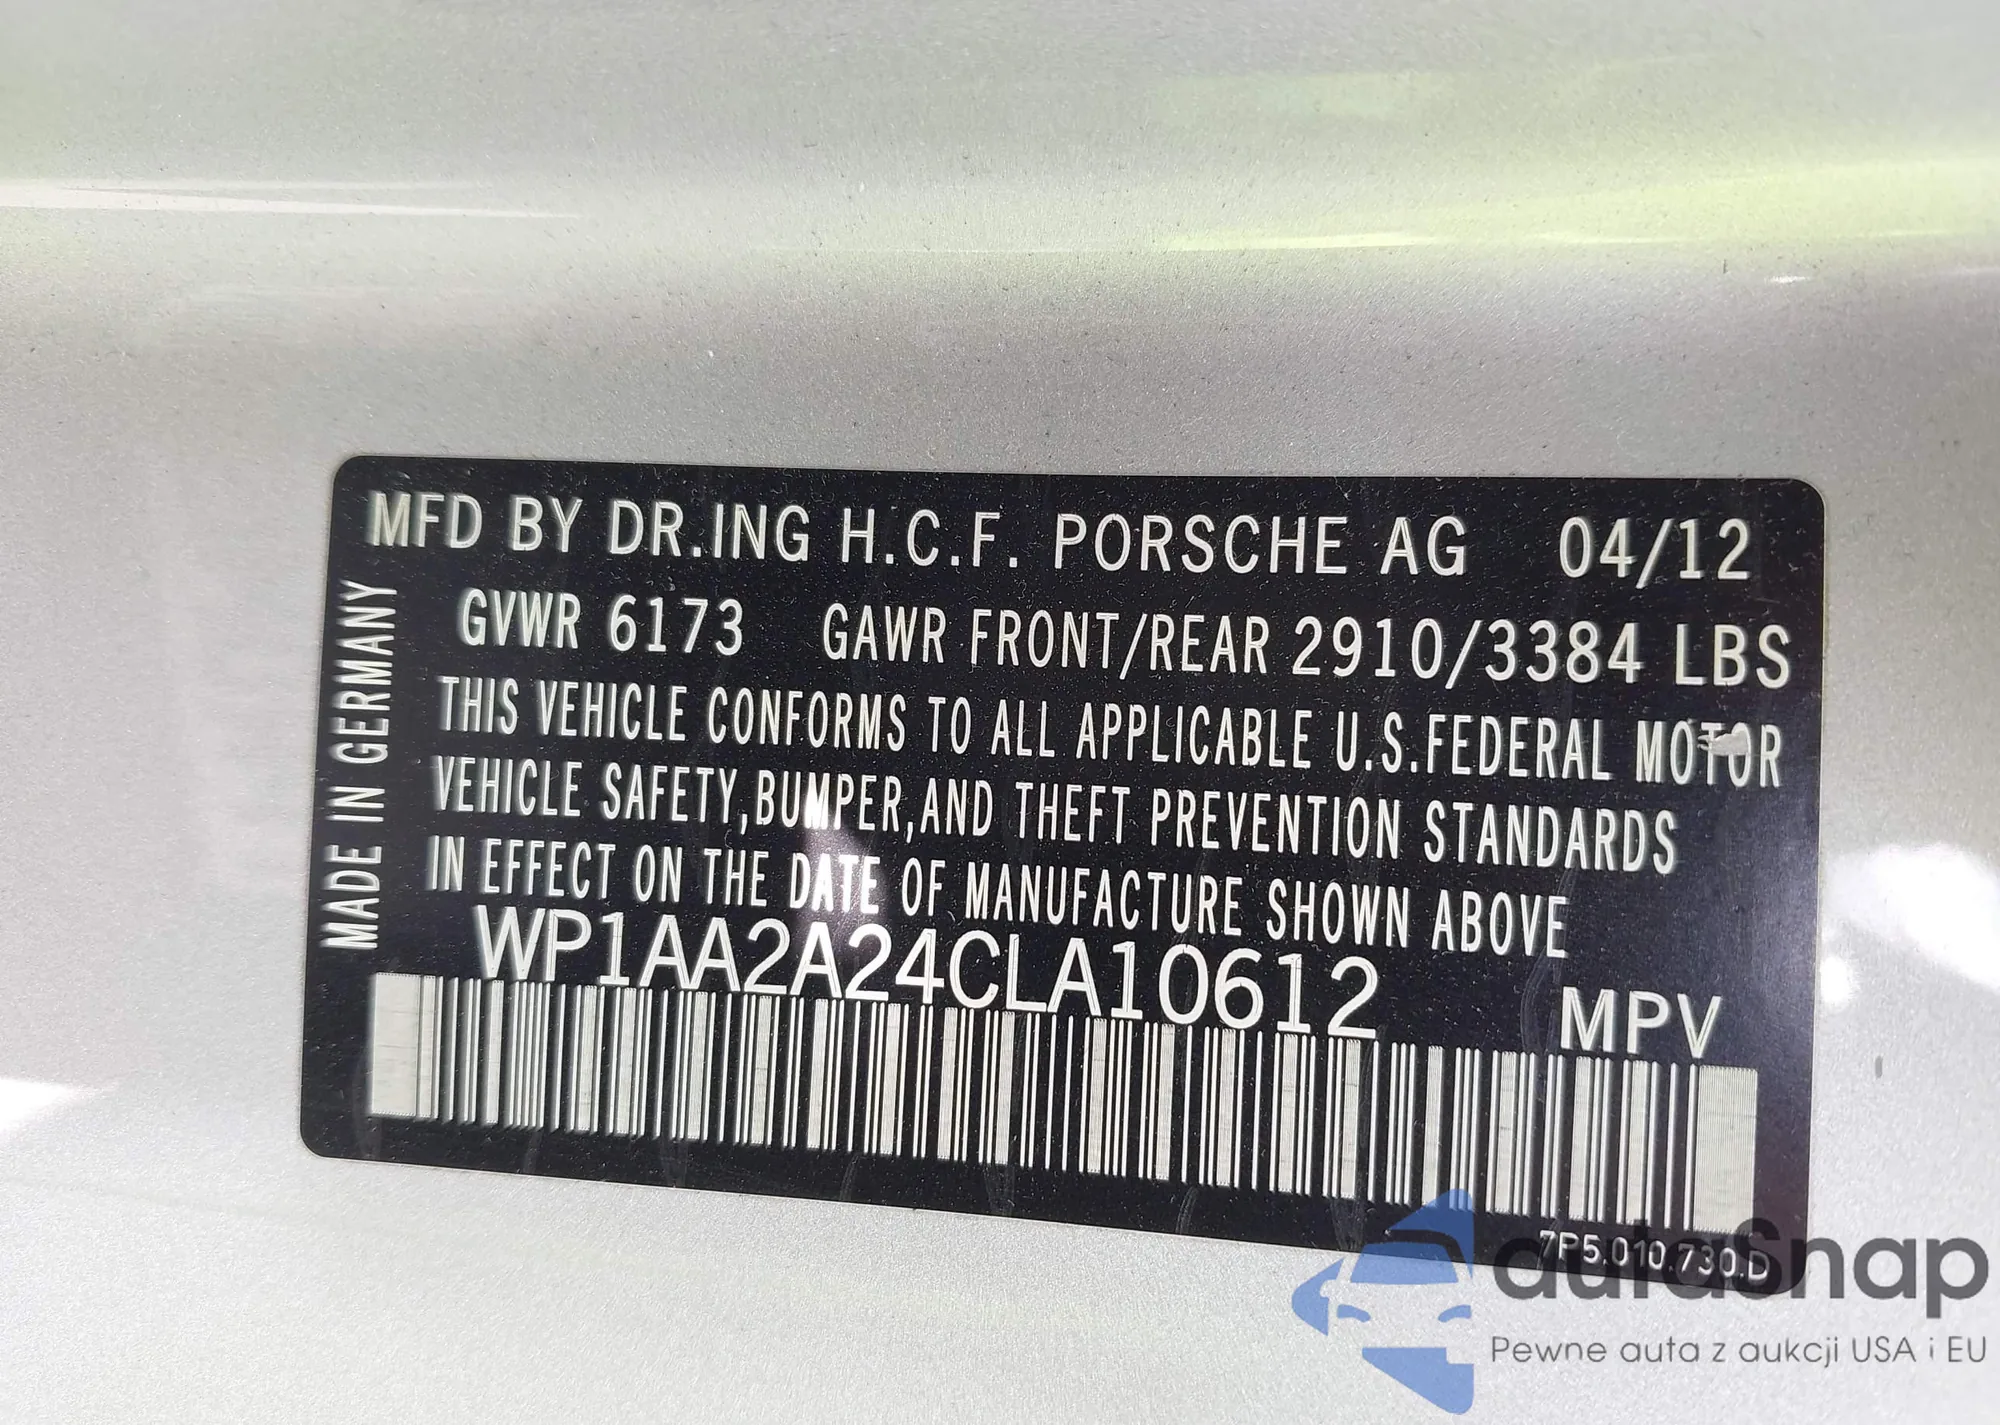 MFD BY DR.ING H.C.F. PORSCHE AG 04/12
GVWR 6173 GAWR FRONT/REAR 2910/3384 LBS
THIS VEHICLE CONFORMS TO ALL APPLICABLE U.S.FEDERAL MOTOR
VEHICLE SAFETY,BUMPER,AND THEFT PREVENTION STANDARDS
IN EFFECT ON THE DATE OF MANUFACTURE SHOWN ABOVE
WP1AA2A24CLA10612 MPV
MADE IN GERMANY
7P5.010.730.D
autaSnap
Pewne auta z aukcji USA i EU